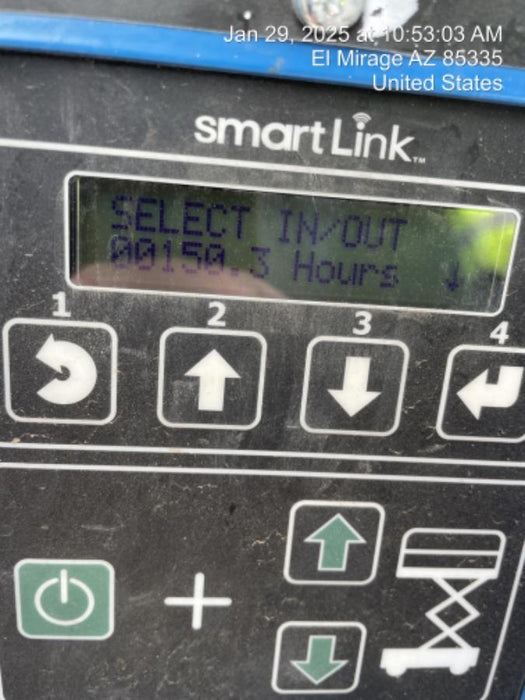 Jan 29, 2025 at 10:53:03 AM
El Mirage AZ 85335
United States
smartLink™
SELECT IN/OUT
00150.3 Hours ↓
1 2 3 4